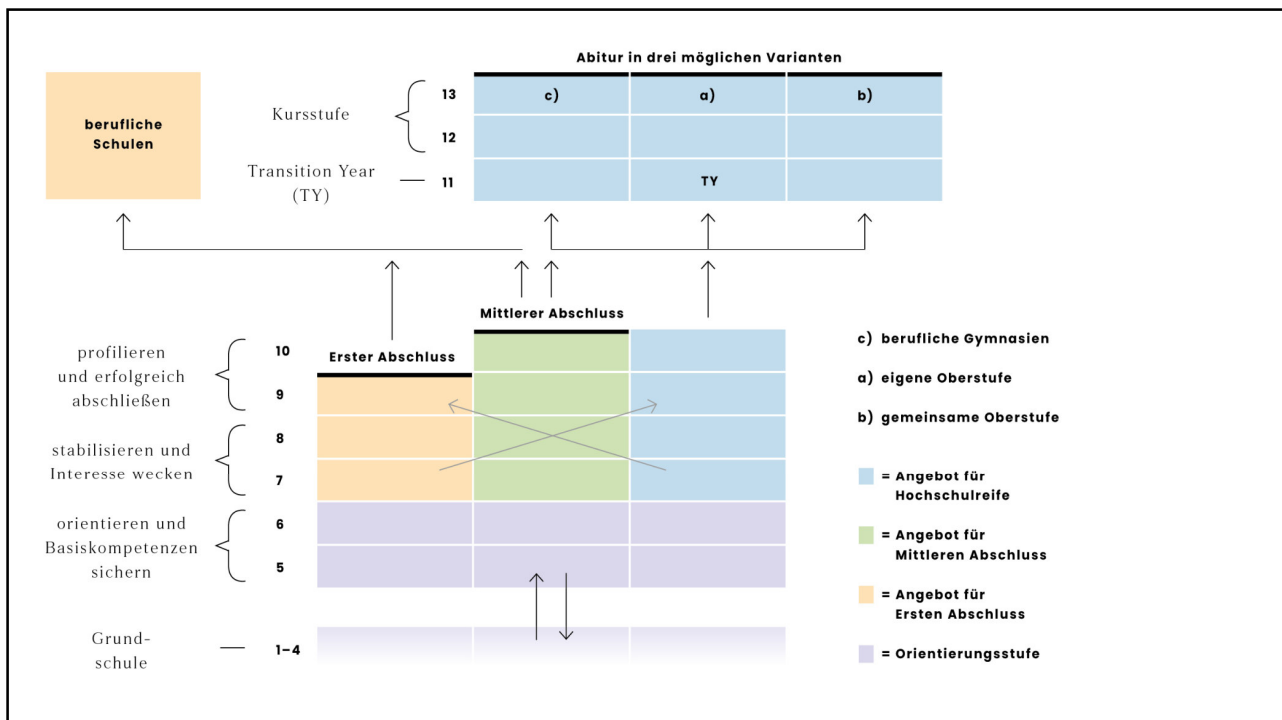 Abitur in drei möglichen Varianten
berufliche
Schulen
Kursstufe
13
c)
a)
b)
12
Transition Year
(TY)
11
TY
Mittlerer Abschluss
profilieren
und erfolgreich
abschließen
10
Erster Abschluss
9
stabilisieren und
Interesse wecken
8
7
orientieren und
Basiskompetenzen
sichern
6
5
Grund-
schule
1–4
c) berufliche Gymnasien
a) eigene Oberstufe
b) gemeinsame Oberstufe
= Angebot für
Hochschulreife
= Angebot für
Mittleren Abschluss
= Angebot für
Ersten Abschluss
= Orientierungsstufe